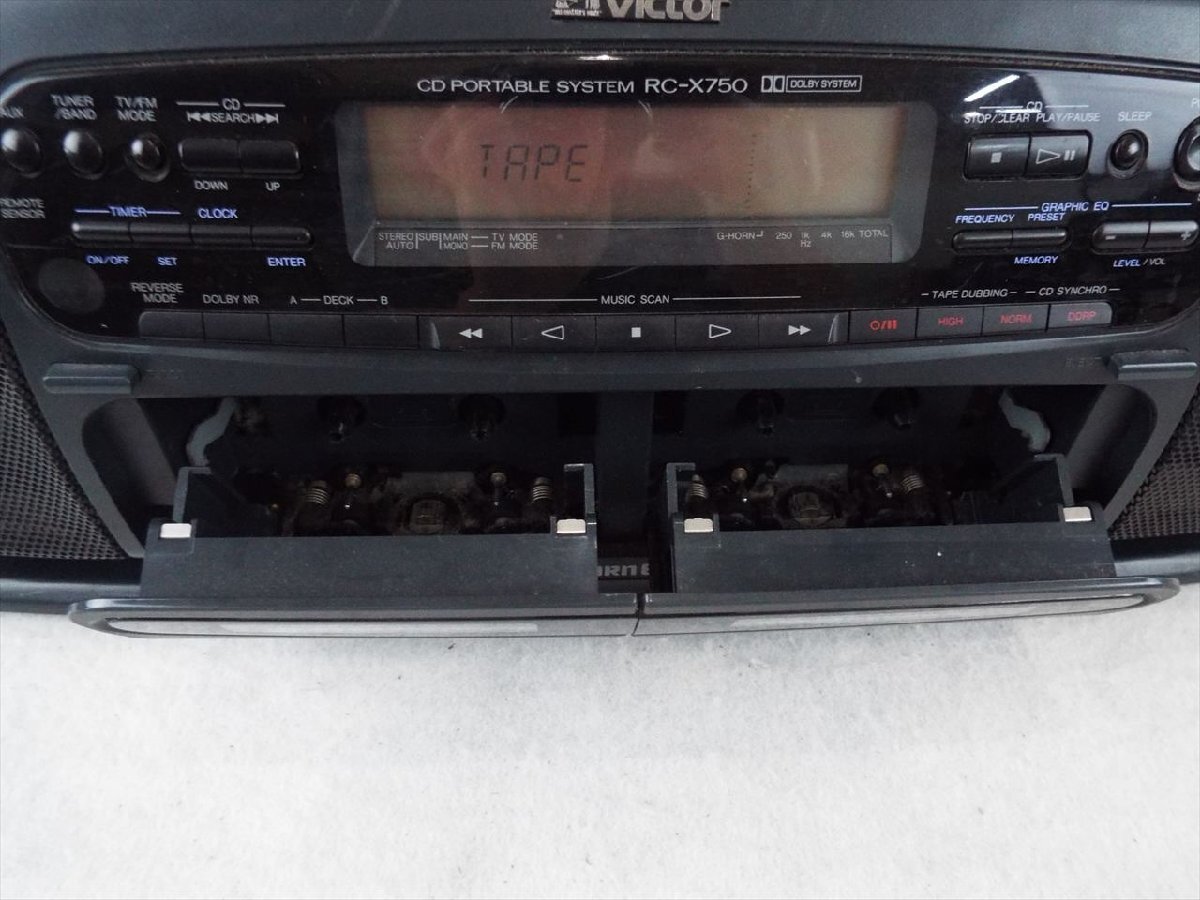 Victor
CD PORTABLE SYSTEM RC-X750 DOLBY SYSTEM
AUX
TUNER /BAND
TV/FM MODE
CD
SEARCH
DOWN UP
TAPE
CD
STOP/CLEAR PLAY/PAUSE
SLEEP
REMOTE SENSOR
TIMER CLOCK
ON/OFF SET ENTER
STEREO SUB MAIN TV MODE
AUTO MONO FM MODE
G-HORN 250 1K 4K 16K TOTAL
Hz
GRAPHIC EQ
FREQUENCY PRESET
MEMORY
LEVEL/VOL
REVERSE MODE
DOLBY NR
A DECK B
MUSIC SCAN
TAPE DUBBING CD SYNCHRO
HIGH NORM DDRP